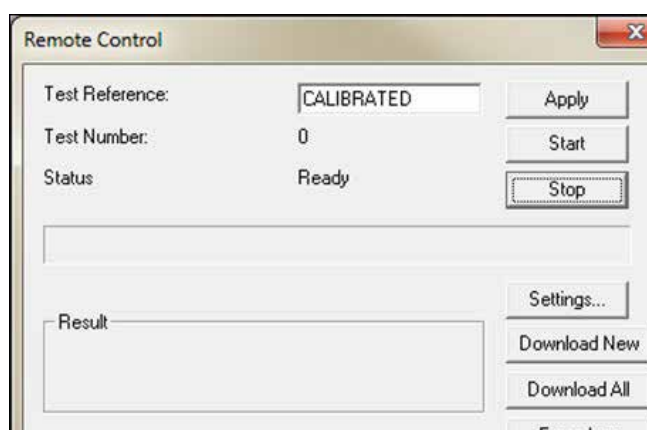 Remote Control
Test Reference: CALIBRATED Apply
Test Number: 0 Start
Status Ready Stop
Settings...
Result
Download New
Download All